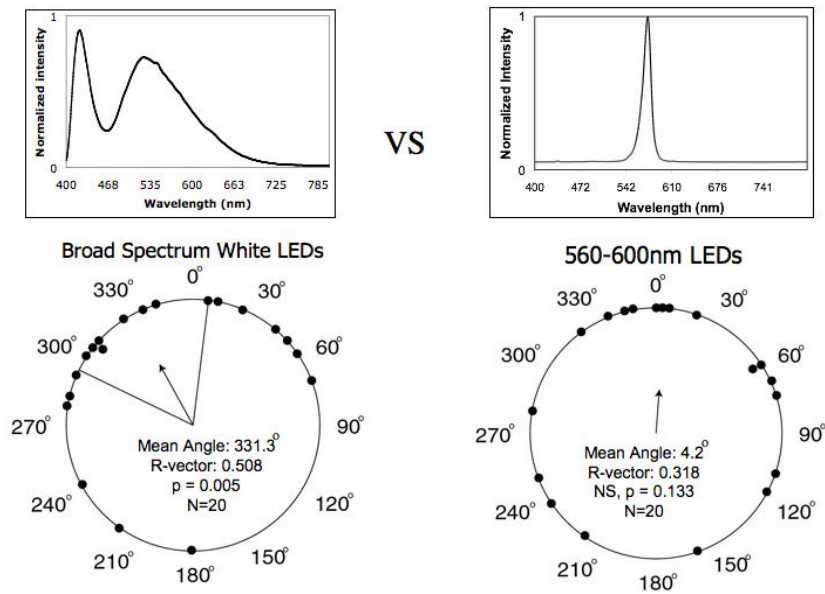 1
Normalized intensity
0
400 468 535 600 663 725 785
Wavelength (nm)
vs
1
Normalized Intensity
0
400 472 542 610 676 741
Wavelength (nm)
Broad Spectrum White LEDs
0°
30°
60°
90°
120°
150°
180°
210°
240°
270°
300°
330°
Mean Angle: 331.3°
R-vector: 0.508
p = 0.005
N=20
560-600nm LEDs
0°
30°
60°
90°
120°
150°
180°
210°
240°
270°
300°
330°
Mean Angle: 4.2°
R-vector: 0.318
NS, p = 0.133
N=20